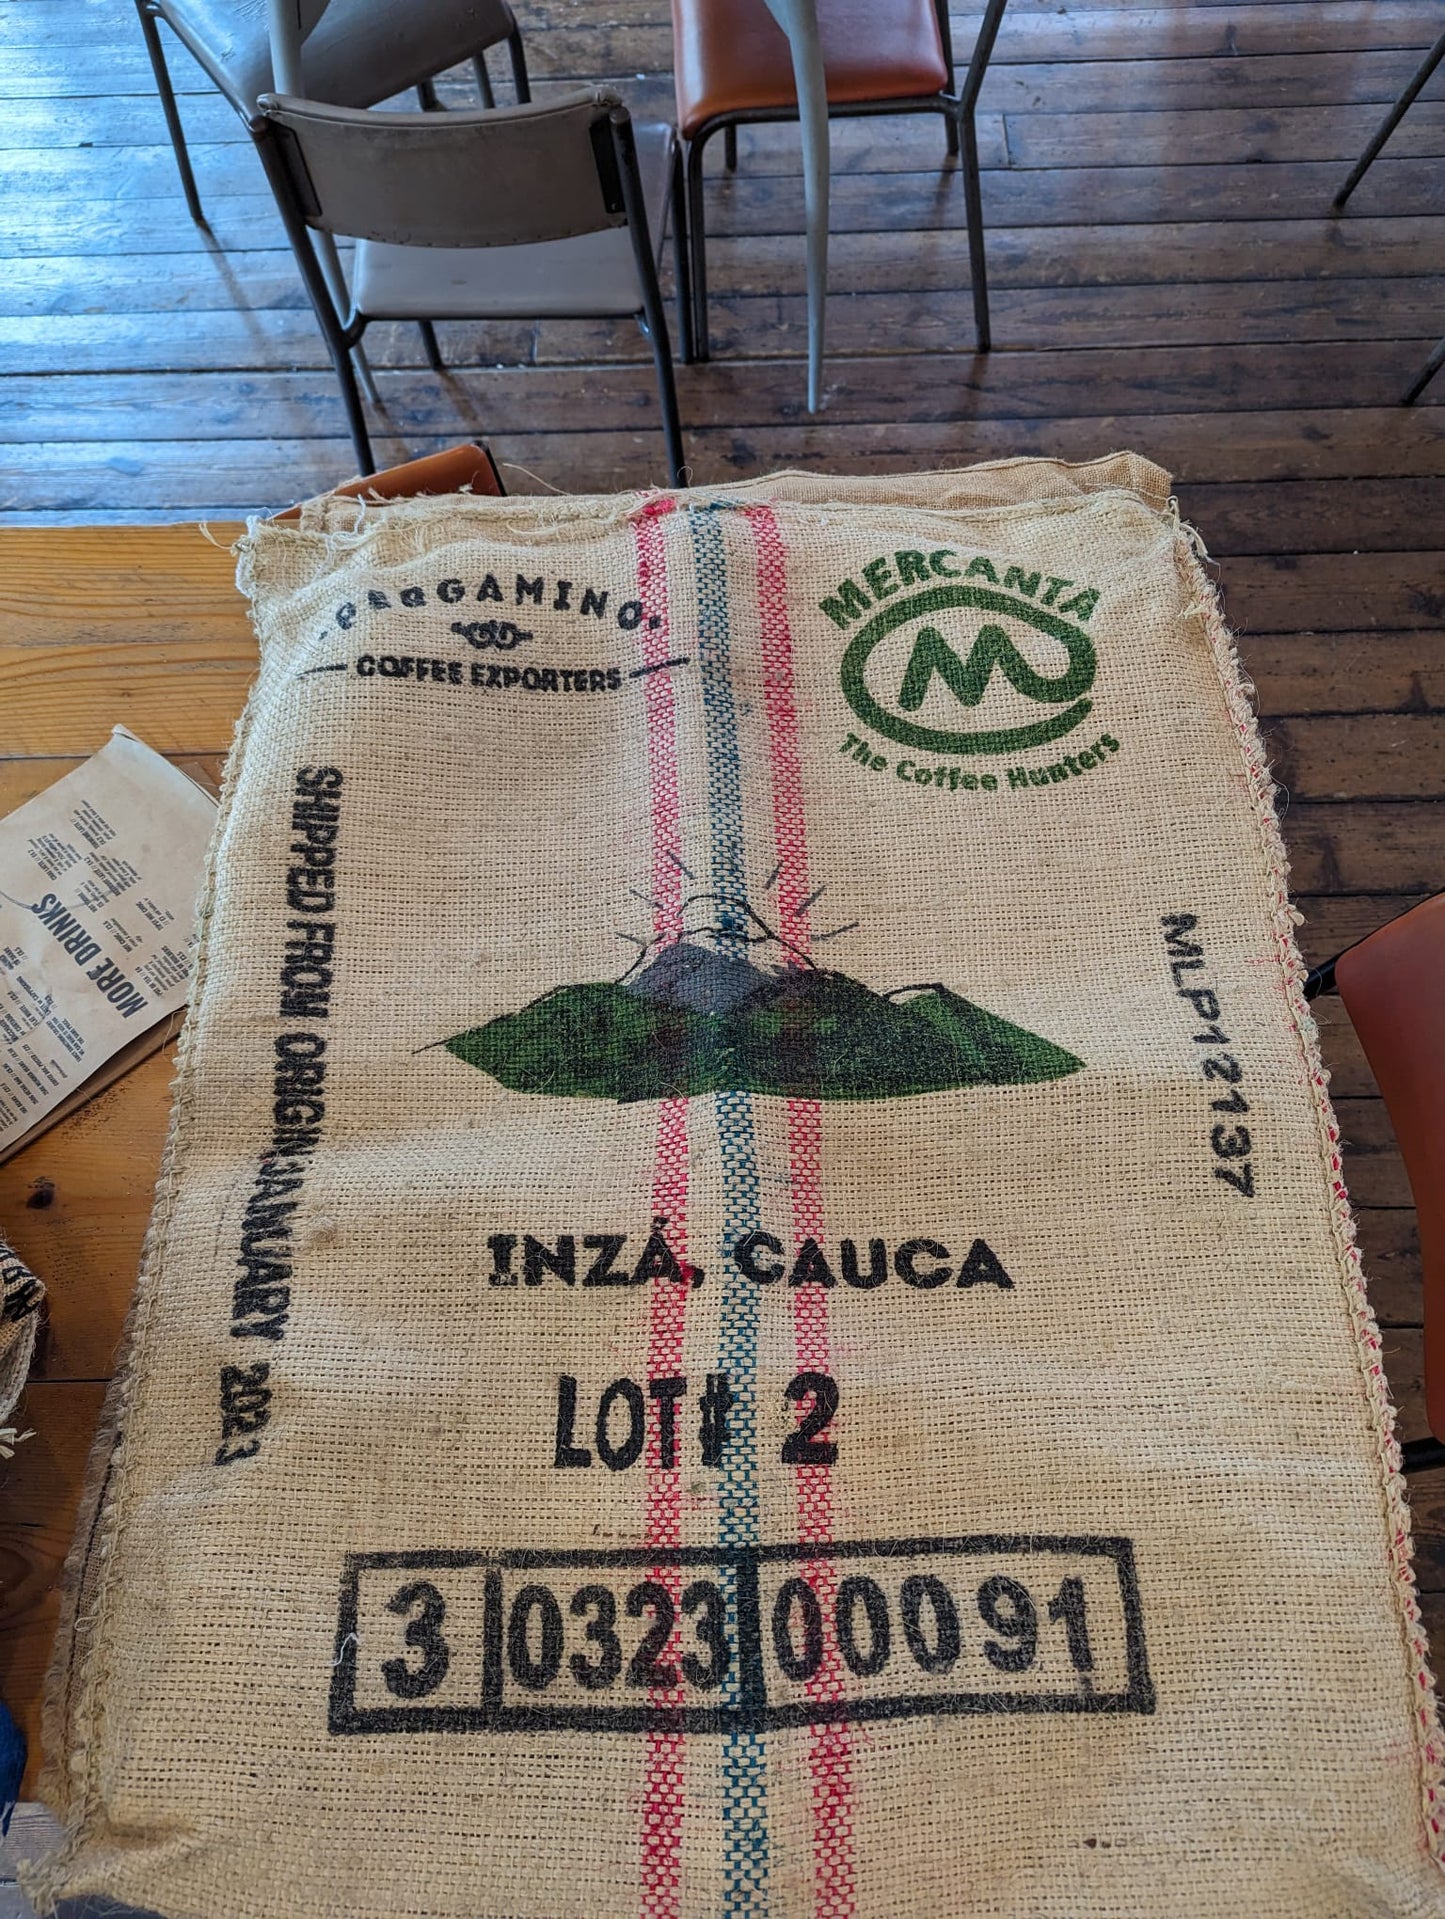 PERGAMINO.
COFFEE EXPORTERS
MERCANTA
M
The Coffee Hunters
SHIPPED FROM ORIGIN JANUARY 2023
MLP12137
INZÁ, CAUCA
LOT# 2
3 0323 00091
MORE DRINKS